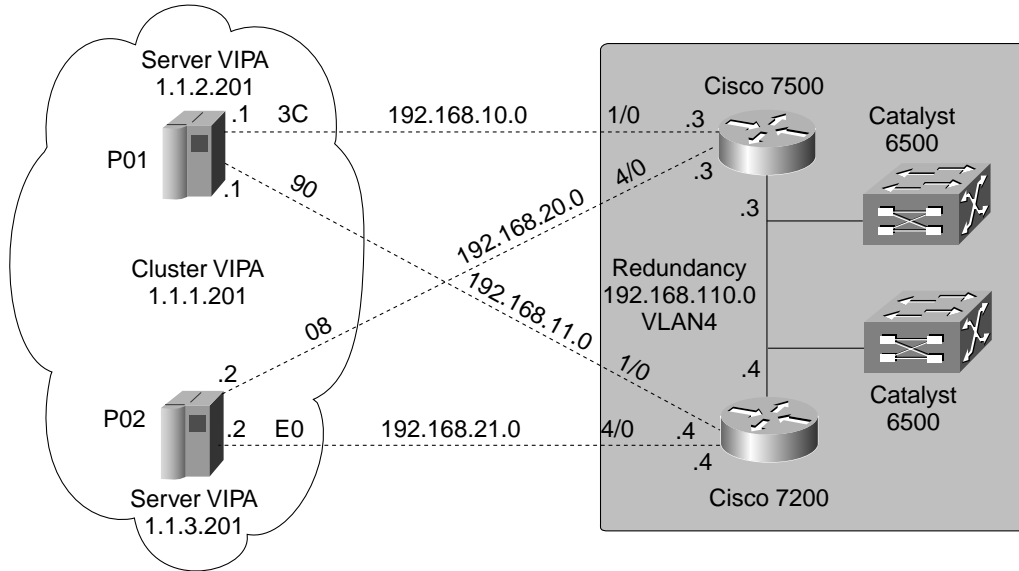 Server VIPA
1.1.2.201
P01
.1
3C
192.168.10.0
1/0
.3
Cisco 7500
Catalyst
6500
.1
90
192.168.20.0
4/0
.3
.3
Cluster VIPA
1.1.1.201
192.168.11.0
Redundancy
192.168.110.0
VLAN4
08
1/0
.4
Catalyst
6500
P02
.2
.2
E0
192.168.21.0
4/0
.4
.4
Cisco 7200
Server VIPA
1.1.3.201